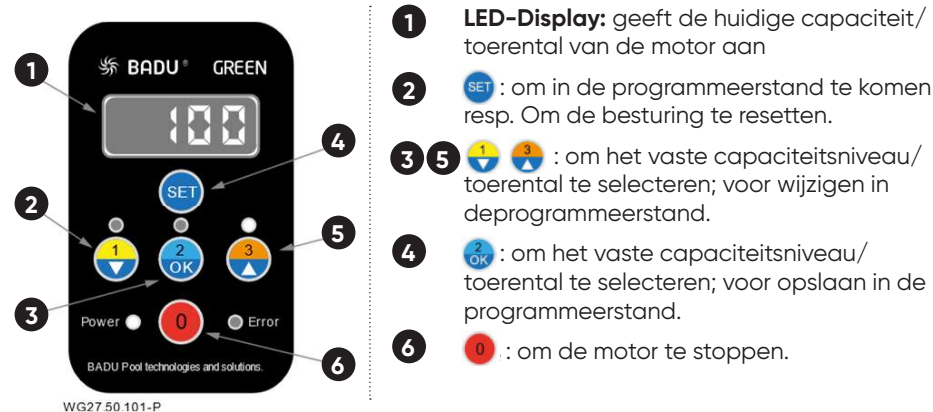 BADU® GREEN
100
SET
1 2 OK 3
Power 0 Error
BADU Pool technologies and solutions.
1
4
2
5
3
6
WG27.50.101-P
1 LED-Display: geeft de huidige capaciteit/
toerental van de motor aan
2 SET : om in de programmeerstand te komen
resp. Om de besturing te resetten.
3 5 1 3 : om het vaste capaciteitsniveau/
toerental te selecteren; voor wijzigen in
deprogrammeerstand.
4 2 OK : om het vaste capaciteitsniveau/
toerental te selecteren; voor opslaan in de
programmeerstand.
6 0 : om de motor te stoppen.